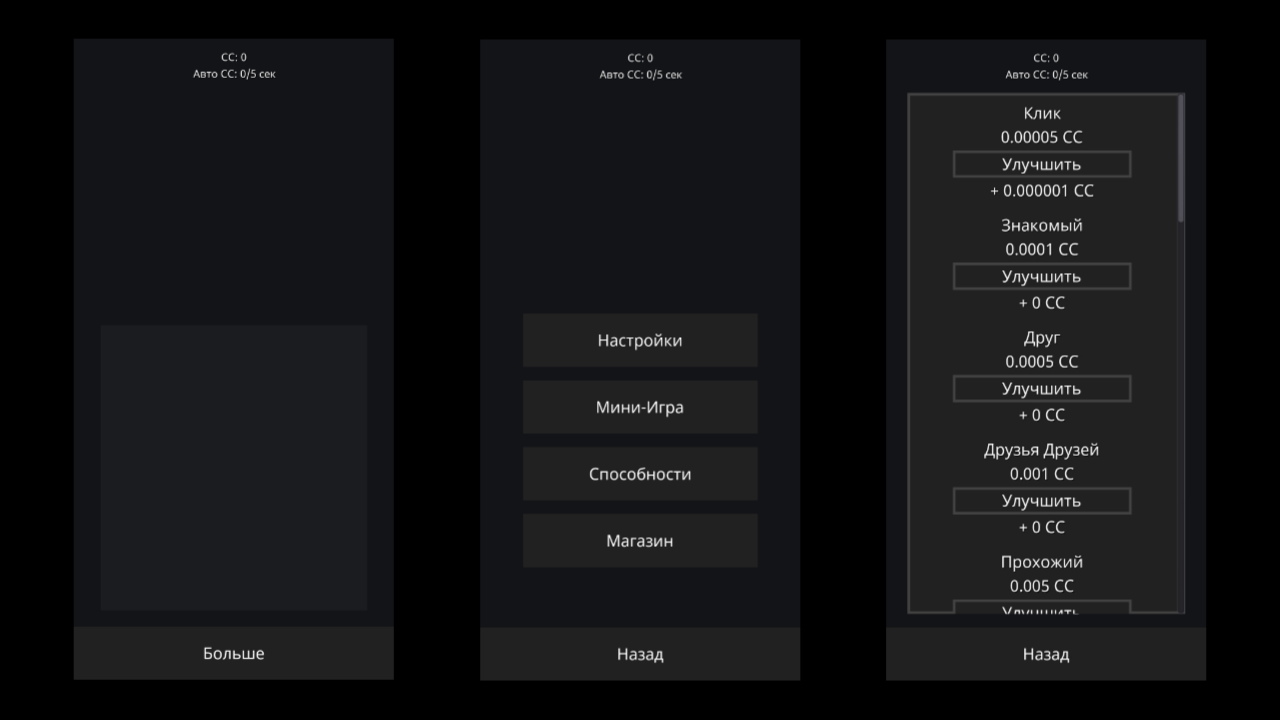 CC: 0
Авто CC: 0/5 сек
Больше
CC: 0
Авто CC: 0/5 сек
Настройки
Мини-Игра
Способности
Магазин
Назад
CC: 0
Авто CC: 0/5 сек
Клик
0.00005 CC
Улучшить
+ 0.000001 CC
Знакомый
0.0001 CC
Улучшить
+ 0 CC
Друг
0.0005 CC
Улучшить
+ 0 CC
Друзья Друзей
0.001 CC
Улучшить
+ 0 CC
Прохожий
0.005 CC
Улучшить
Назад